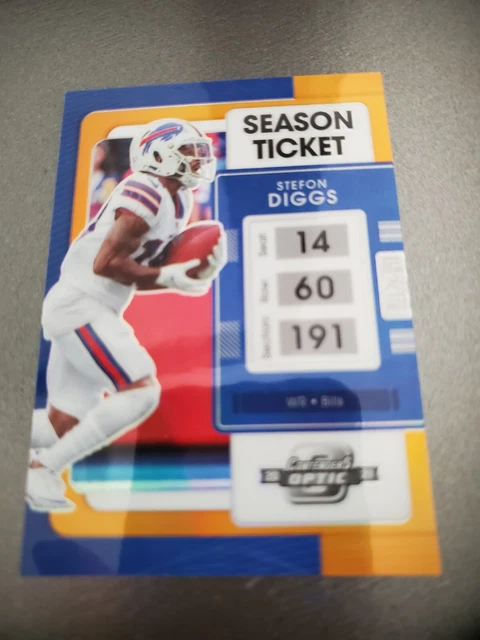 SEASON
TICKET
STEFON
DIGGS
Seat 14
Row 60
Section 191
WR • Bills
CONTENDERS
OPTIC